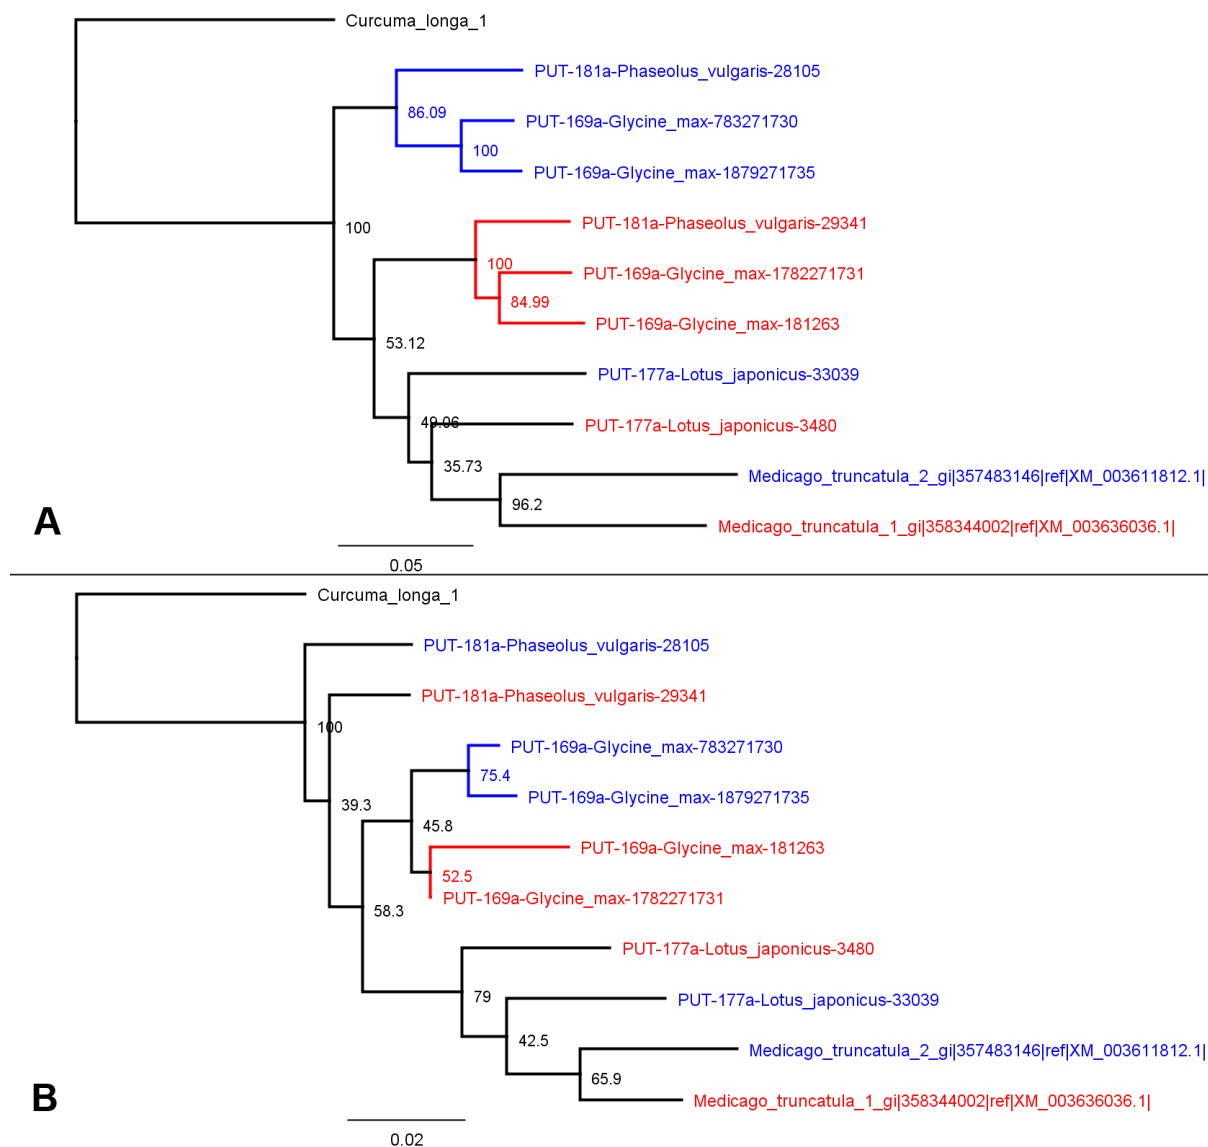 Curcuma_longa_1
PUT-181a-Phaseolus_vulgaris-28105
86.09
PUT-169a-Glycine_max-783271730
100
PUT-169a-Glycine_max-1879271735
PUT-181a-Phaseolus_vulgaris-29341
100
100
PUT-169a-Glycine_max-1782271731
84.99
PUT-169a-Glycine_max-181263
53.12
PUT-177a-Lotus_japonicus-33039
49.06
PUT-177a-Lotus_japonicus-3480
35.73
Medicago_truncatula_2_gi|357483146|ref|XM_003611812.1|
96.2
A
Medicago_truncatula_1_gi|358344002|ref|XM_003636036.1|
0.05
Curcuma_longa_1
PUT-181a-Phaseolus_vulgaris-28105
PUT-181a-Phaseolus_vulgaris-29341
100
PUT-169a-Glycine_max-783271730
75.4
PUT-169a-Glycine_max-1879271735
39.3
45.8
PUT-169a-Glycine_max-181263
52.5
PUT-169a-Glycine_max-1782271731
58.3
PUT-177a-Lotus_japonicus-3480
79
PUT-177a-Lotus_japonicus-33039
42.5
Medicago_truncatula_2_gi|357483146|ref|XM_003611812.1|
65.9
B
Medicago_truncatula_1_gi|358344002|ref|XM_003636036.1|
0.02